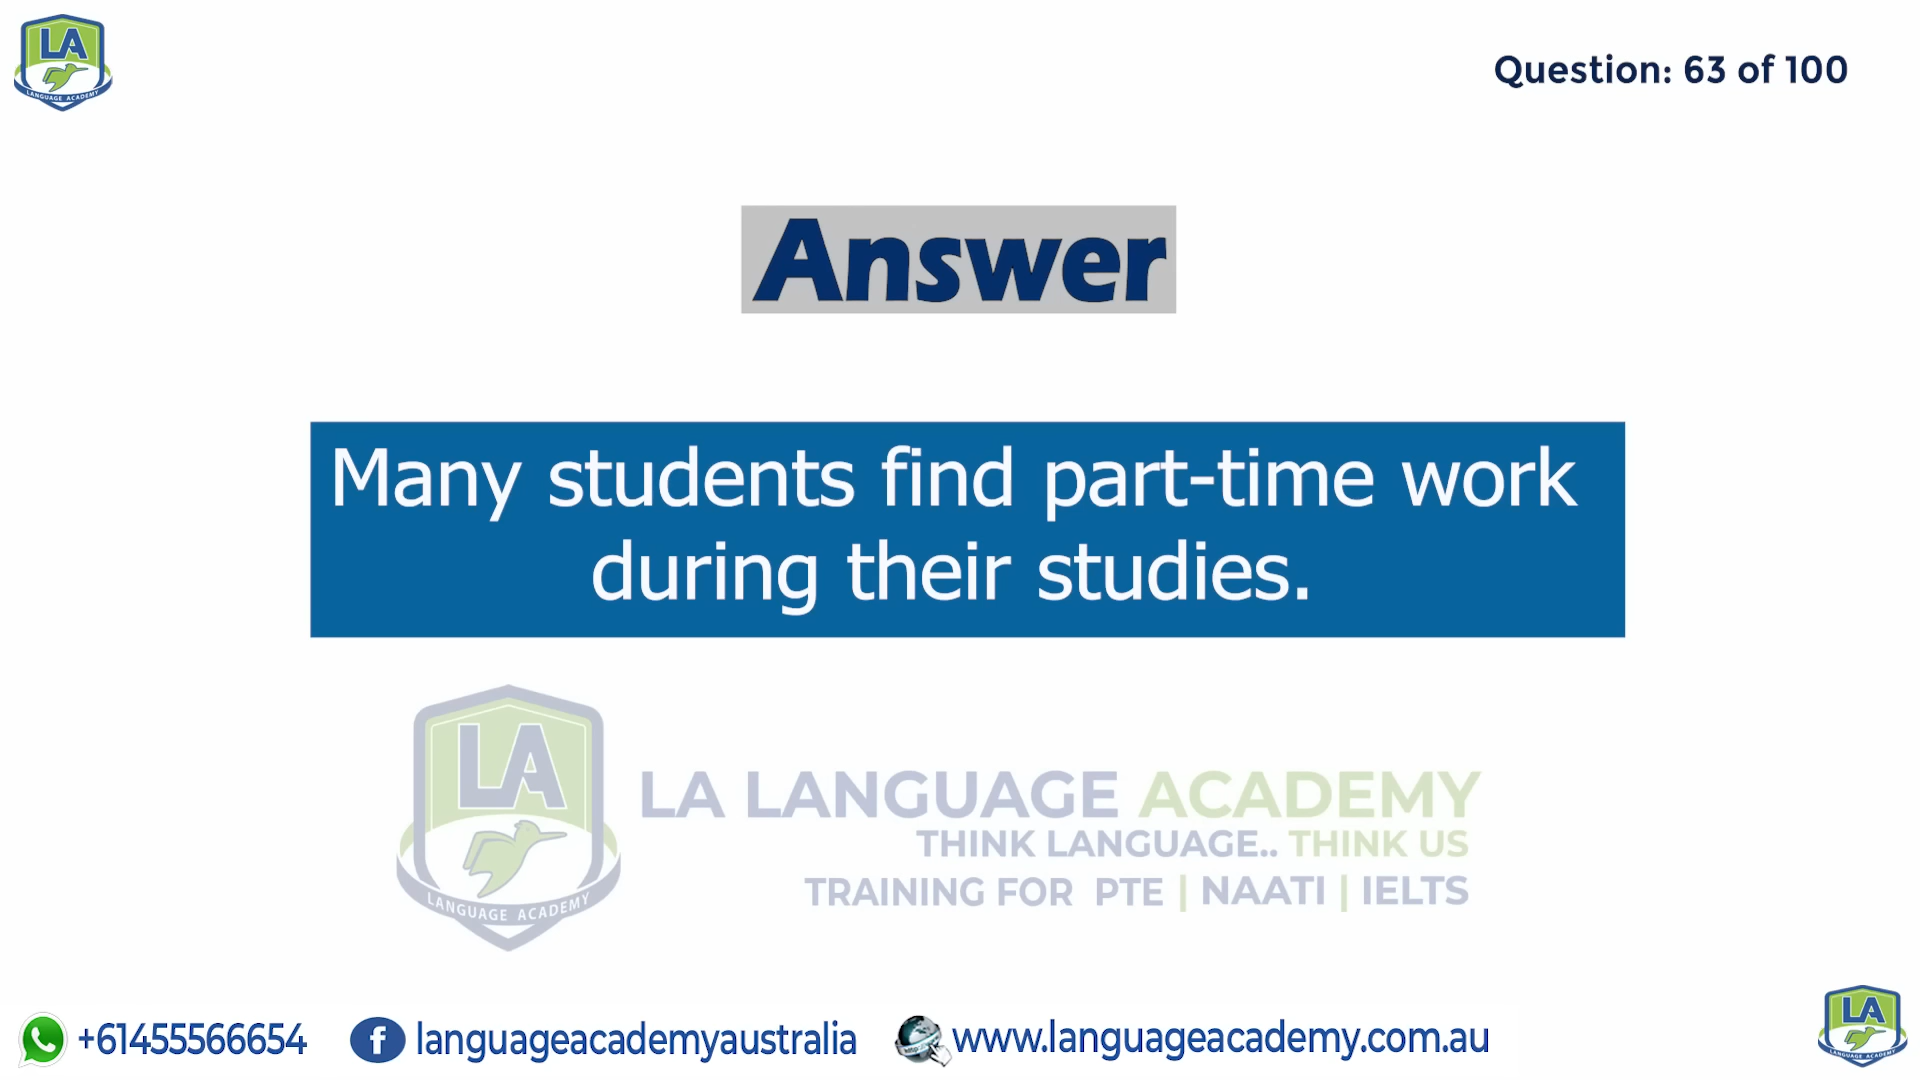 LA
LANGUAGE ACADEMY
Question: 63 of 100
Answer
Many students find part-time work
during their studies.
LA
LANGUAGE ACADEMY
LA LANGUAGE ACADEMY
THINK LANGUAGE.. THINK US
TRAINING FOR PTE | NAATI | IELTS
+61455566654
languageacademyaustralia
www.languageacademy.com.au
LA
LANGUAGE ACADEMY